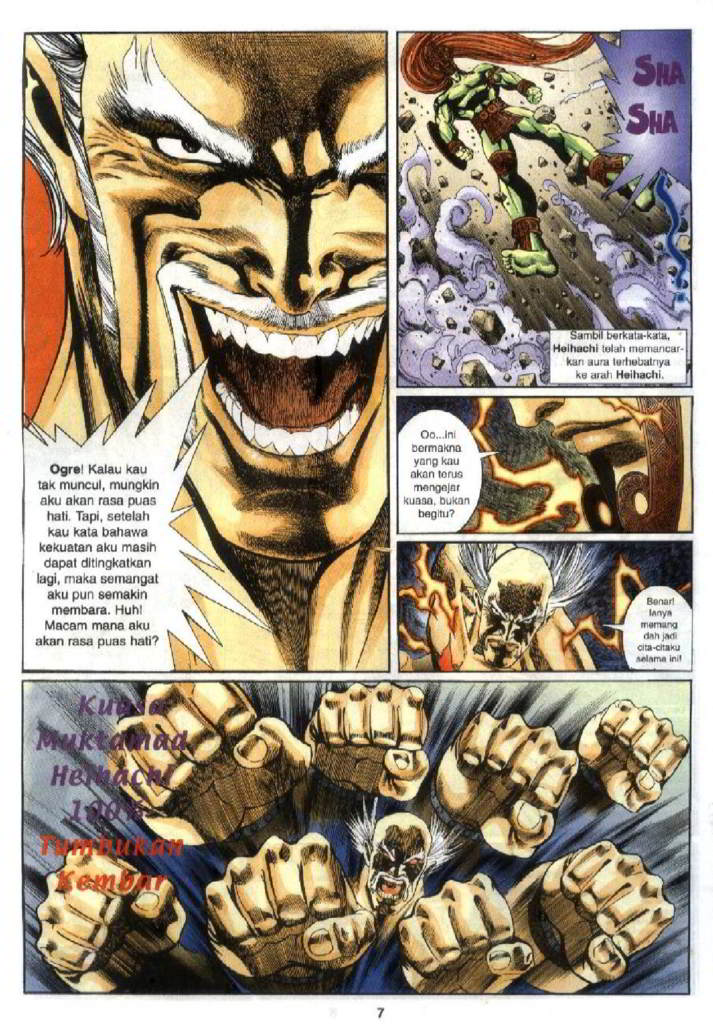 Ogre! Kalau kau
tak muncul, mungkin
aku akan rasa puas
hati. Tapi, setelah
kau kata bahawa
kekuatan aku masih
dapat ditingkatkan
lagi, maka semangat
aku pun semakin
membara. Huh!
Macam mana aku
akan rasa puas hati?
SHA
SHA
Sambil berkata-kata,
Heihachi telah memancar-
kan aura terhebatnya
ke arah Heihachi.
Oo...ini
bermakna
yang kau
akan terus
mengejar
kuasa, bukan
begitu?
Benar!
Ianya
memang
dah jadi
cita-citaku
selama ini!
Kuasa
Muktamad
Heihachi
100%
Tumbukan
Kembar
7